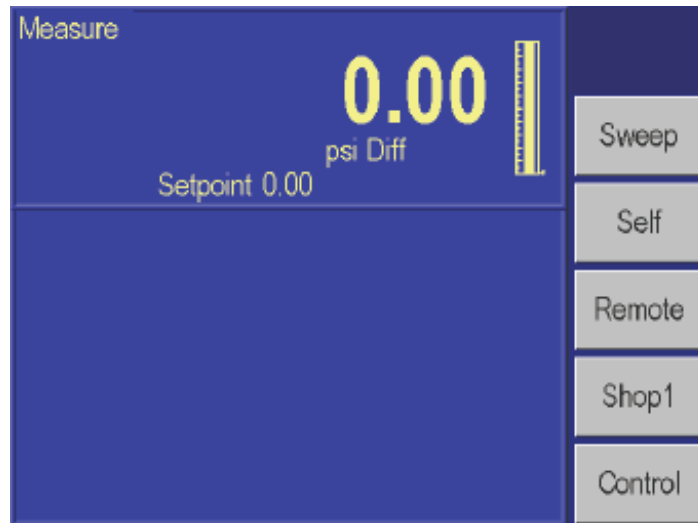 Measure
0.00
psi Diff
Setpoint 0.00
Sweep
Self
Remote
Shop1
Control